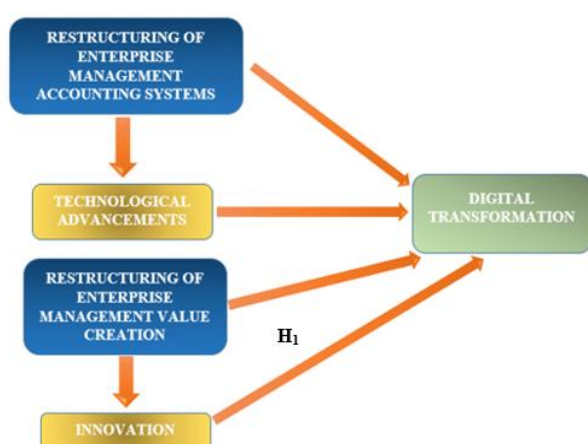 RESTRUCTURING OF
ENTERPRISE
MANAGEMENT
ACCOUNTING SYSTEMS
TECHNOLOGICAL
ADVANCEMENTS
DIGITAL
TRANSFORMATION
RESTRUCTURING OF
ENTERPRISE
MANAGEMENT VALUE
CREATION
H₁
INNOVATION